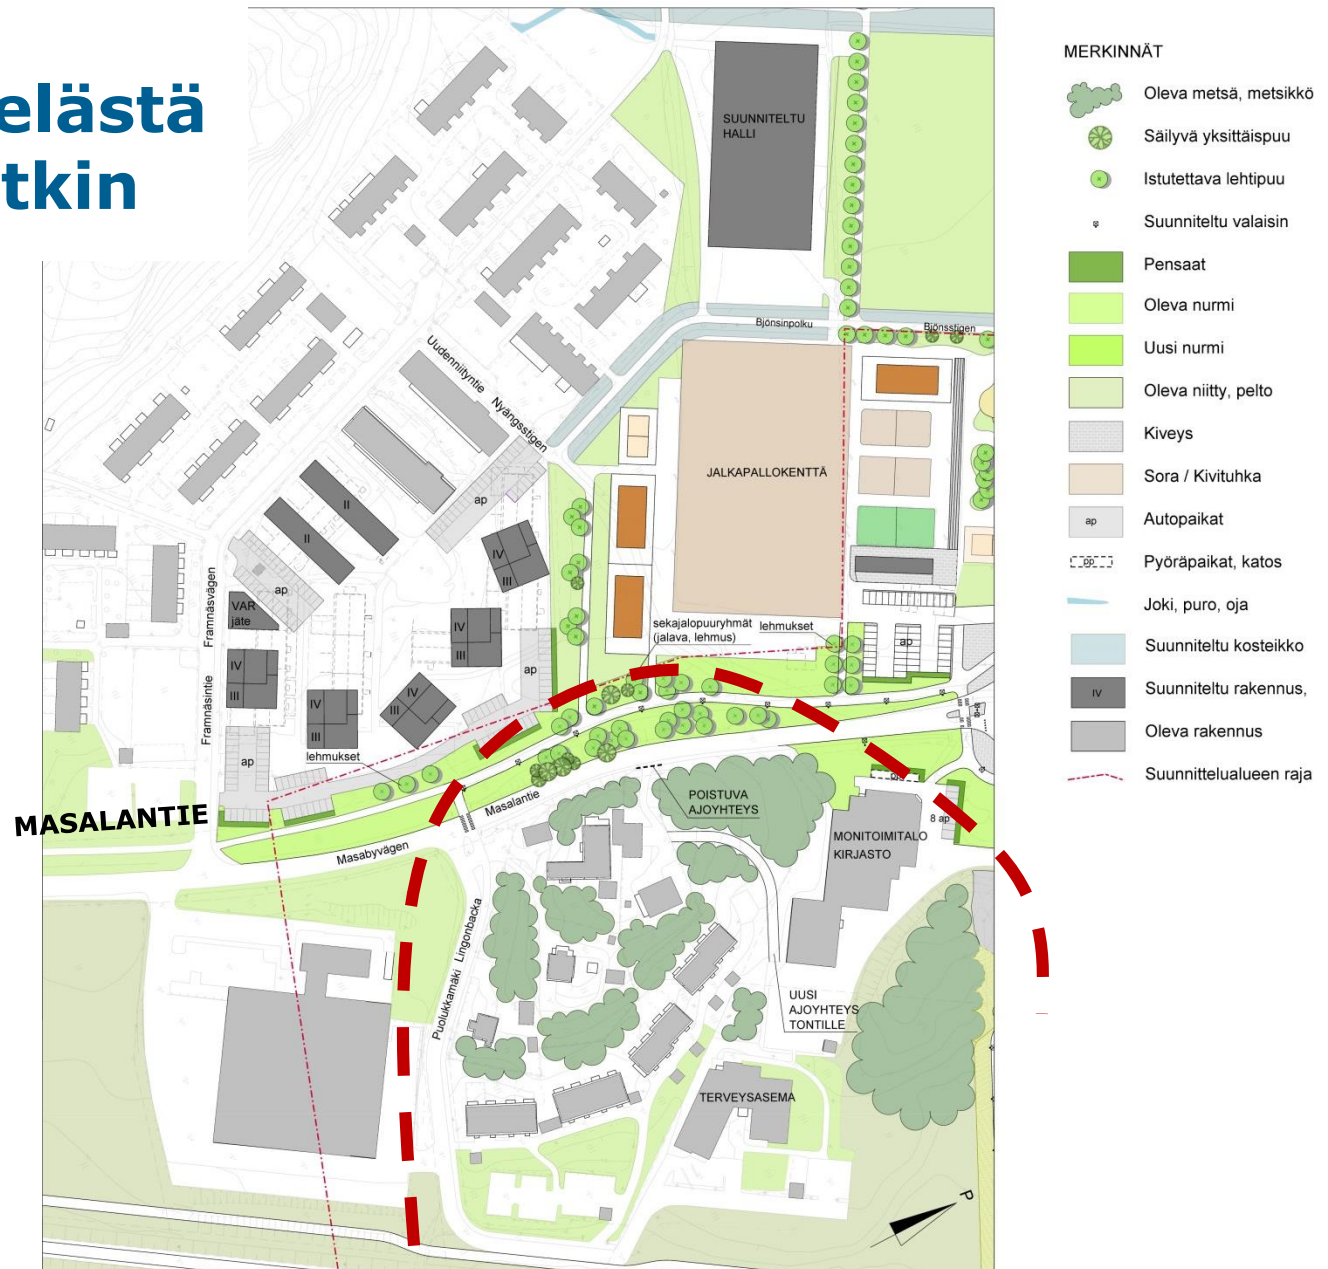 elästä
tkin
MERKINNÄT
Oleva metsä, metsikkö
Säilyvä yksittäispuu
Istutettava lehtipuu
Suunniteltu valaisin
Pensaat
Oleva nurmi
Uusi nurmi
Oleva niitty, pelto
Kiveys
Sora / Kivituhka
ap
Autopaikat
pp
Pyöräpaikat, katos
Joki, puro, oja
Suunniteltu kosteikko
IV
Suunniteltu rakennus,
Oleva rakennus
Suunnittelualueen raja
SUUNNITELTU
HALLI
Bjönsinpolku
Bjönsstigen
Uudenniityntie
Nyängsstigen
JALKAPALLOKENTTÄ
ap
II
II
IV
III
ap
VAR
jäte
Framnäsvägen
Framnäsintie
IV
III
IV
III
IV
III
IV
III
ap
ap
sekajalopuuryhmät
(jalava, lehmus)
lehmukset
ap
lehmukset
MASALANTIE
Masalantie
Masabyvägen
POISTUVA
AJOYHTEYS
pp
8 ap
MONITOIMITALO
KIRJASTO
Puolukkamäki Lingonbacka
UUSI
AJOYHTEYS
TONTILLE
TERVEYSASEMA
P